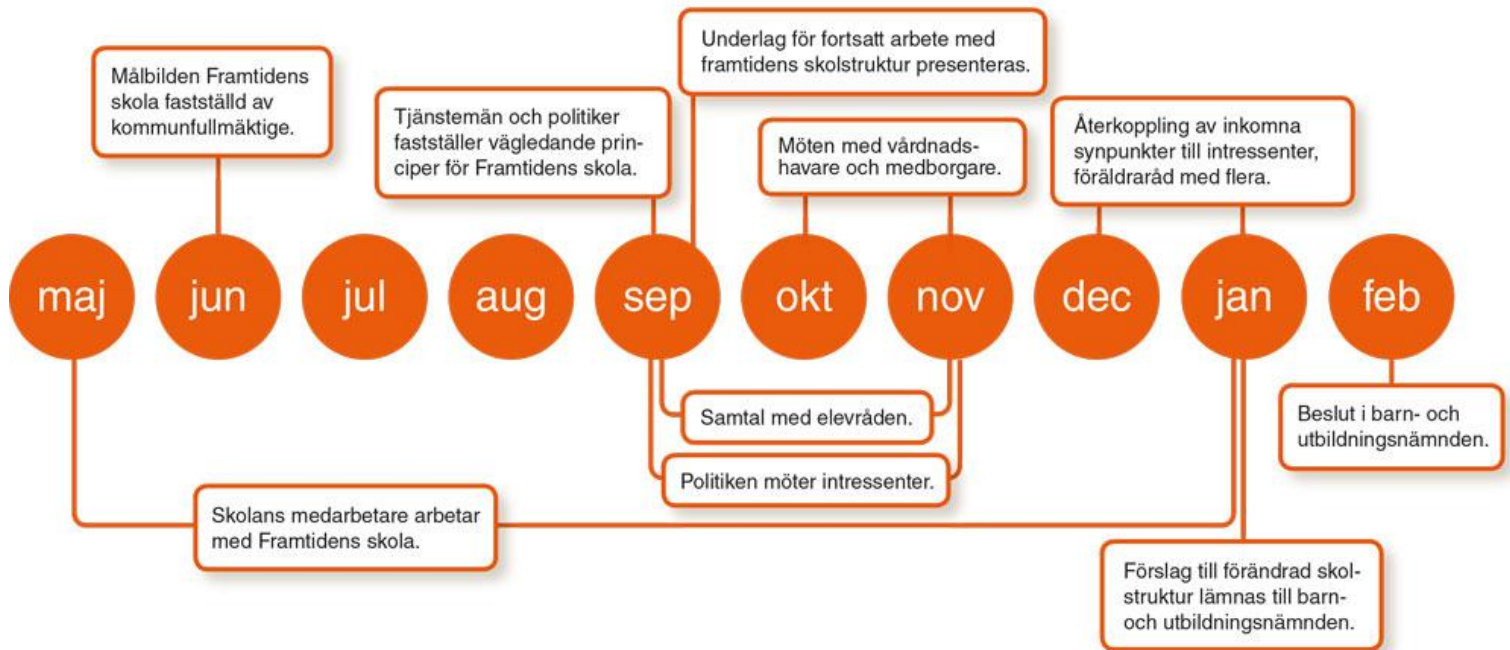 Målbilden Framtidens
skola fastställd av
kommunfullmäktige.
Tjänstemän och politiker
fastställer vägledande prin-
ciper för Framtidens skola.
Underlag för fortsatt arbete med
framtidens skolstruktur presenteras.
Möten med vårdnads-
havare och medborgare.
Återkoppling av inkomna
synpunkter till intressenter,
föräldraråd med flera.
maj
jun
jul
aug
sep
okt
nov
dec
jan
feb
Samtal med elevråden.
Politiken möter intressenter.
Skolans medarbetare arbetar
med Framtidens skola.
Beslut i barn- och
utbildningsnämnden.
Förslag till förändrad skol-
struktur lämnas till barn-
och utbildningsnämnden.